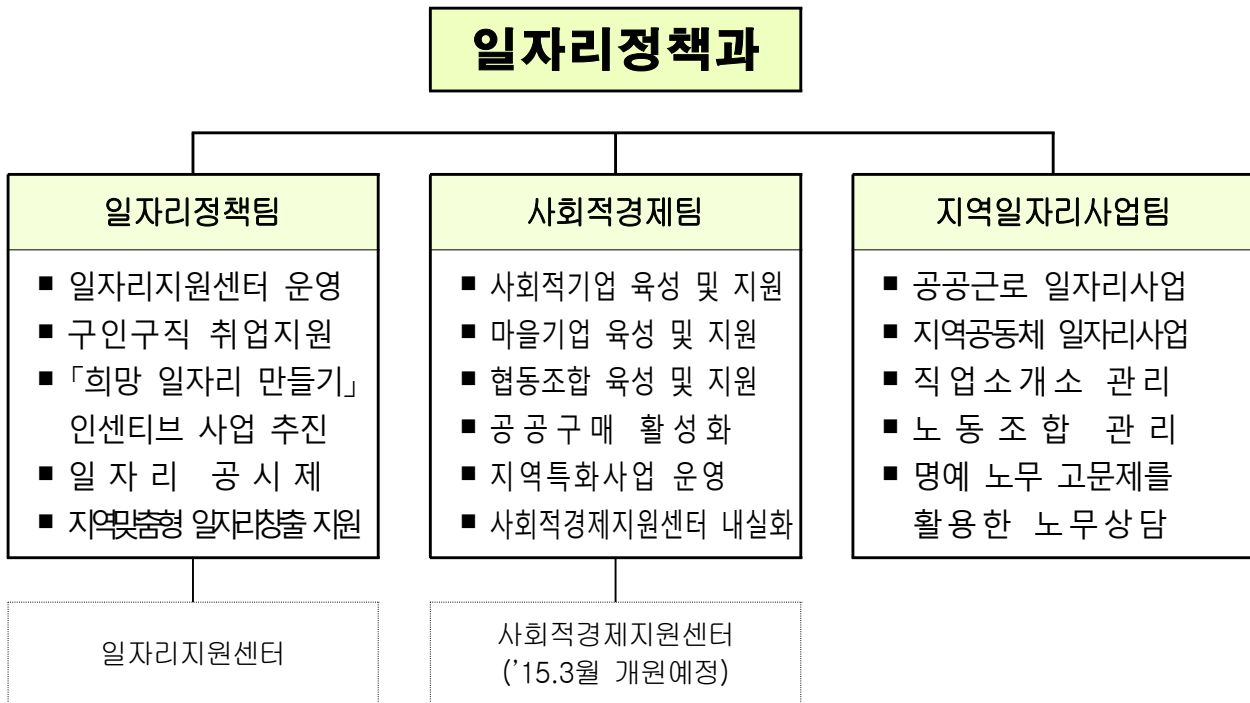 일자리정책과
일자리정책팀
■ 일자리지원센터 운영
■ 구인구직 취업지원
■ 「희망 일자리 만들기」
인센티브 사업 추진
■ 일자리 공시제
■ 지역맞춤형 일자리창출 지원
일자리지원센터
사회적경제팀
■ 사회적기업 육성 및 지원
■ 마을기업 육성 및 지원
■ 협동조합 육성 및 지원
■ 공공구매 활성화
■ 지역특화사업 운영
■ 사회적경제지원센터 내실화
사회적경제지원센터
('15.3월 개원예정)
지역일자리사업팀
■ 공공근로 일자리사업
■ 지역공동체 일자리사업
■ 직업소개소 관리
■ 노동조합 관리
■ 명예 노무 고문제를
활용한 노무상담